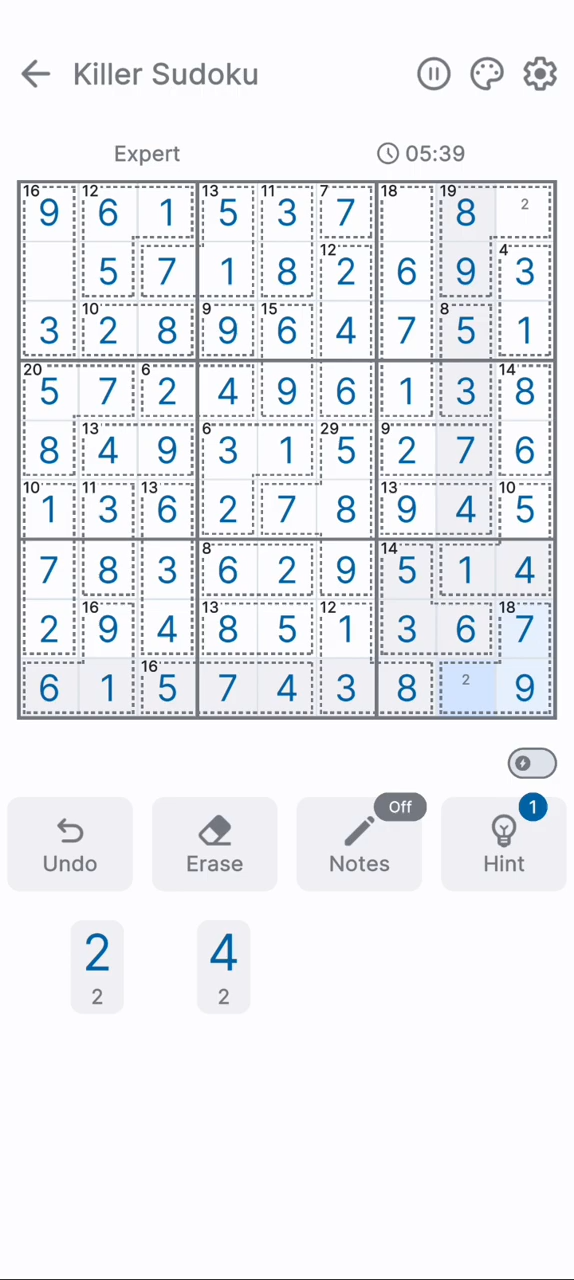 Killer Sudoku
Expert 05:39
16 12 13 11 7 18 19
9 6 1 5 3 7 8 2
12 4
5 7 1 8 2 6 9 3
10 9 15 8
3 2 8 9 6 4 7 5 1
20 6 14
5 7 2 4 9 6 1 3 8
13 6 29 9
8 4 9 3 1 5 2 7 6
10 11 13 13 10
1 3 6 2 7 8 9 4 5
8 14
7 8 3 6 2 9 5 1 4
16 13 12 18
2 9 4 8 5 1 3 6 7
16
6 1 5 7 4 3 8 2 9
Off 1
Undo Erase Notes Hint
2 4
2 2